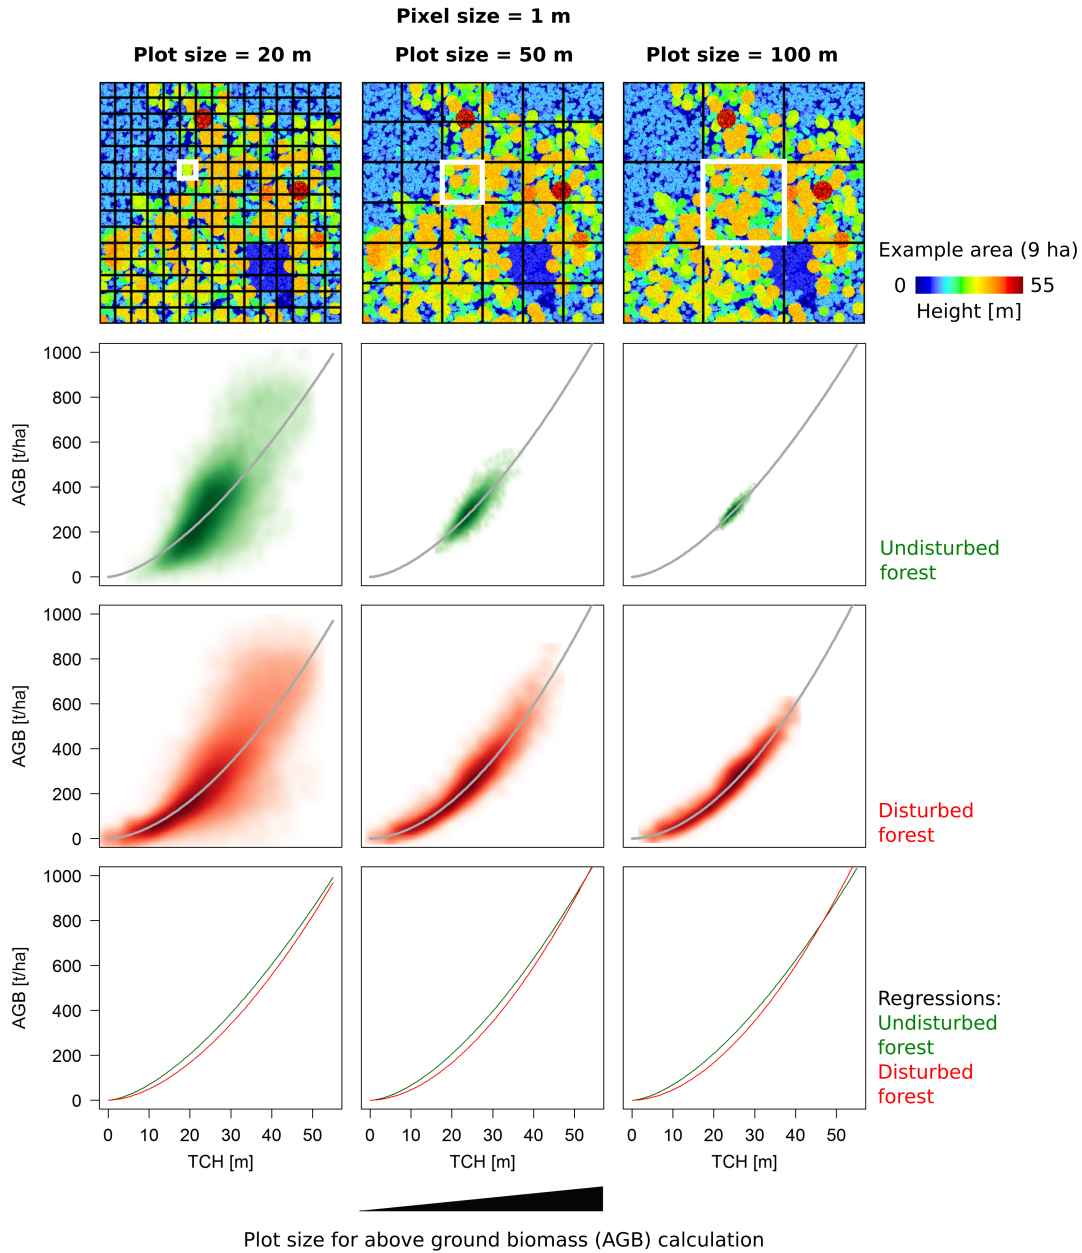 Pixel size = 1 m
Plot size = 20 m
Plot size = 50 m
Plot size = 100 m
Example area (9 ha)
0 55
Height [m]
1000
800
600
400
200
0
AGB [t/ha]
Undisturbed
forest
1000
800
600
400
200
0
AGB [t/ha]
Disturbed
forest
1000
800
600
400
200
0
AGB [t/ha]
Regressions:
Undisturbed
forest
Disturbed
forest
0 10 20 30 40 50
0 10 20 30 40 50
0 10 20 30 40 50
TCH [m]
TCH [m]
TCH [m]
Plot size for above ground biomass (AGB) calculation